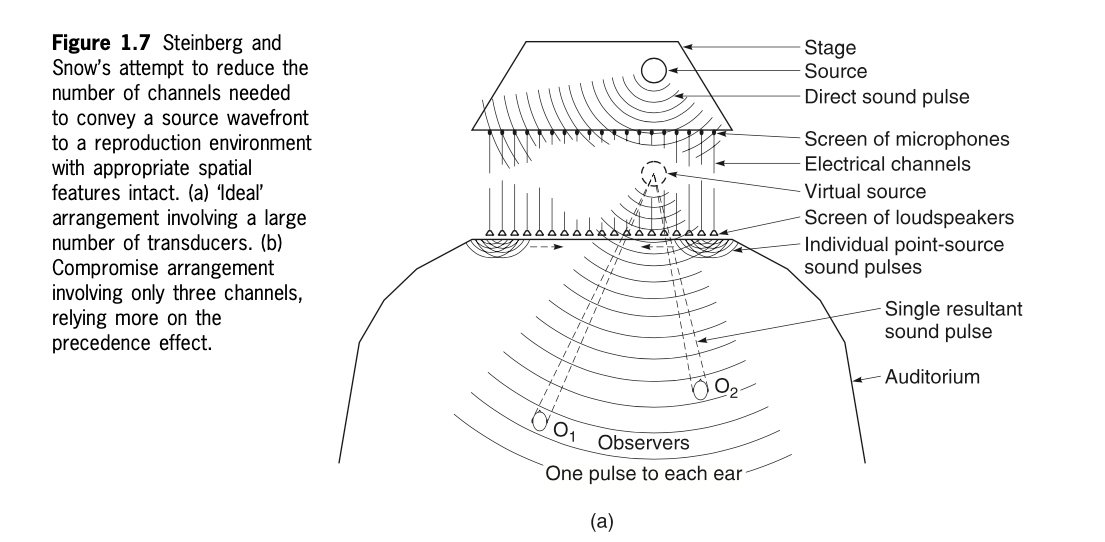 Figure 1.7 Steinberg and
Snow's attempt to reduce the
number of channels needed
to convey a source wavefront
to a reproduction environment
with appropriate spatial
features intact. (a) ‘Ideal’
arrangement involving a large
number of transducers. (b)
Compromise arrangement
involving only three channels,
relying more on the
precedence effect.
Stage
Source
Direct sound pulse
Screen of microphones
Electrical channels
Virtual source
Screen of loudspeakers
Individual point-source
sound pulses
Single resultant
sound pulse
Auditorium
O2
O1
Observers
One pulse to each ear
(a)